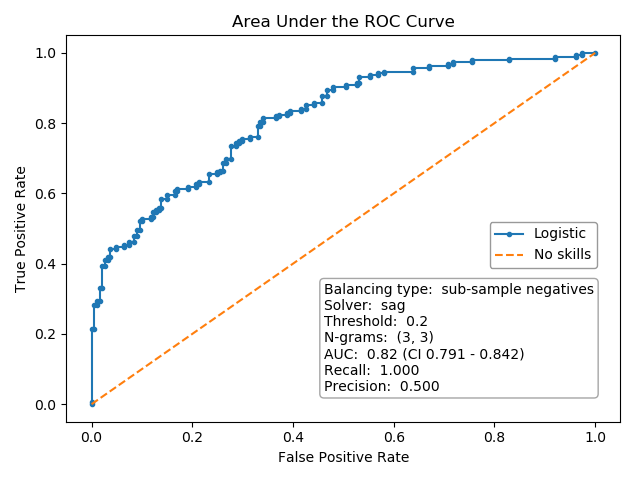 Area Under the ROC Curve
True Positive Rate
1.0
0.8
0.6
0.4
0.2
0.0
Logistic
No skills
Balancing type:  sub-sample negatives
Solver:  sag
Threshold:  0.2
N-grams:  (3, 3)
AUC:  0.82 (CI 0.791 - 0.842)
Recall:  1.000
Precision:  0.500
0.0 0.2 0.4 0.6 0.8 1.0
False Positive Rate